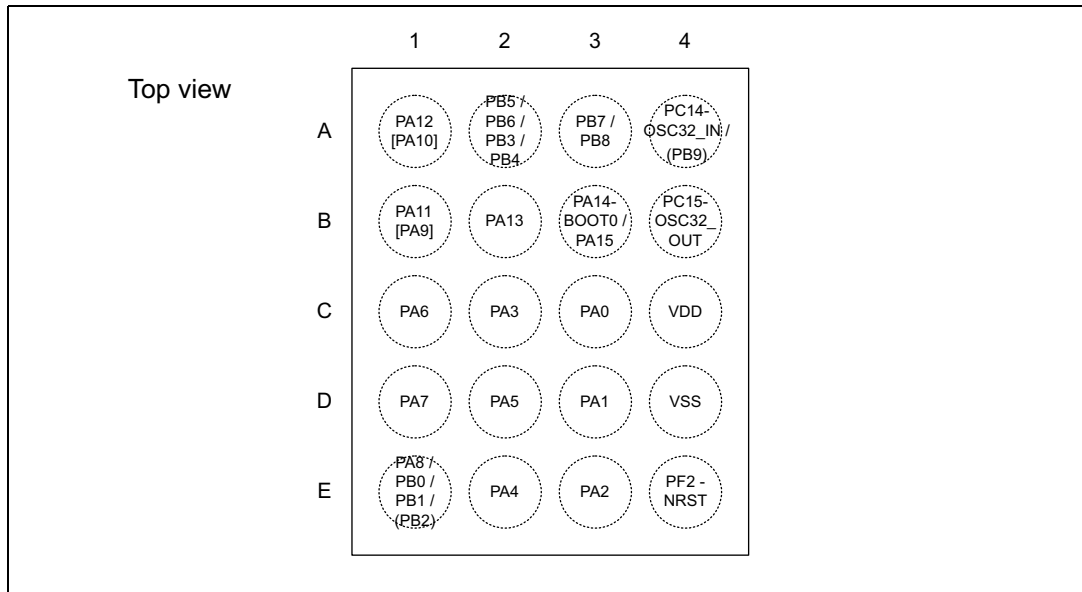 1 2 3 4
Top view
A
PA12
[PA10]
PB5 /
PB6 /
PB3 /
PB4
PB7 /
PB8
PC14-
OSC32_IN /
(PB9)
B
PA11
[PA9]
PA13
PA14-
BOOT0 /
PA15
PC15-
OSC32_
OUT
C
PA6
PA3
PA0
VDD
D
PA7
PA5
PA1
VSS
E
PA8 /
PB0 /
PB1 /
(PB2)
PA4
PA2
PF2 -
NRST